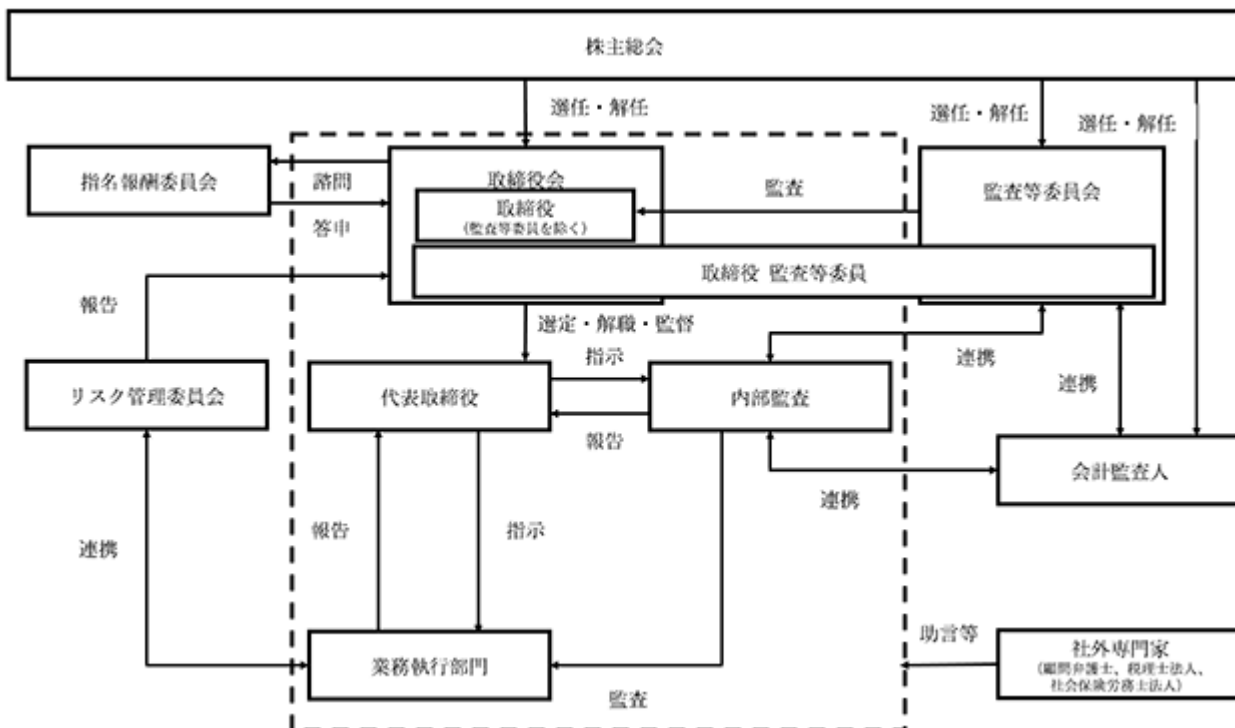 株主総会
選任・解任
選任・解任
選任・解任
指名報酬委員会
諮問
答申
取締役会
取締役
（監査等委員を除く）
監査
監査等委員会
取締役 監査等委員
報告
選定・解職・監督
指示
連携
連携
リスク管理委員会
代表取締役
内部監査
報告
会計監査人
連携
連携
報告
指示
業務執行部門
監査
助言等
社外専門家
（顧問弁護士、税理士法人、
社会保険労務士法人）